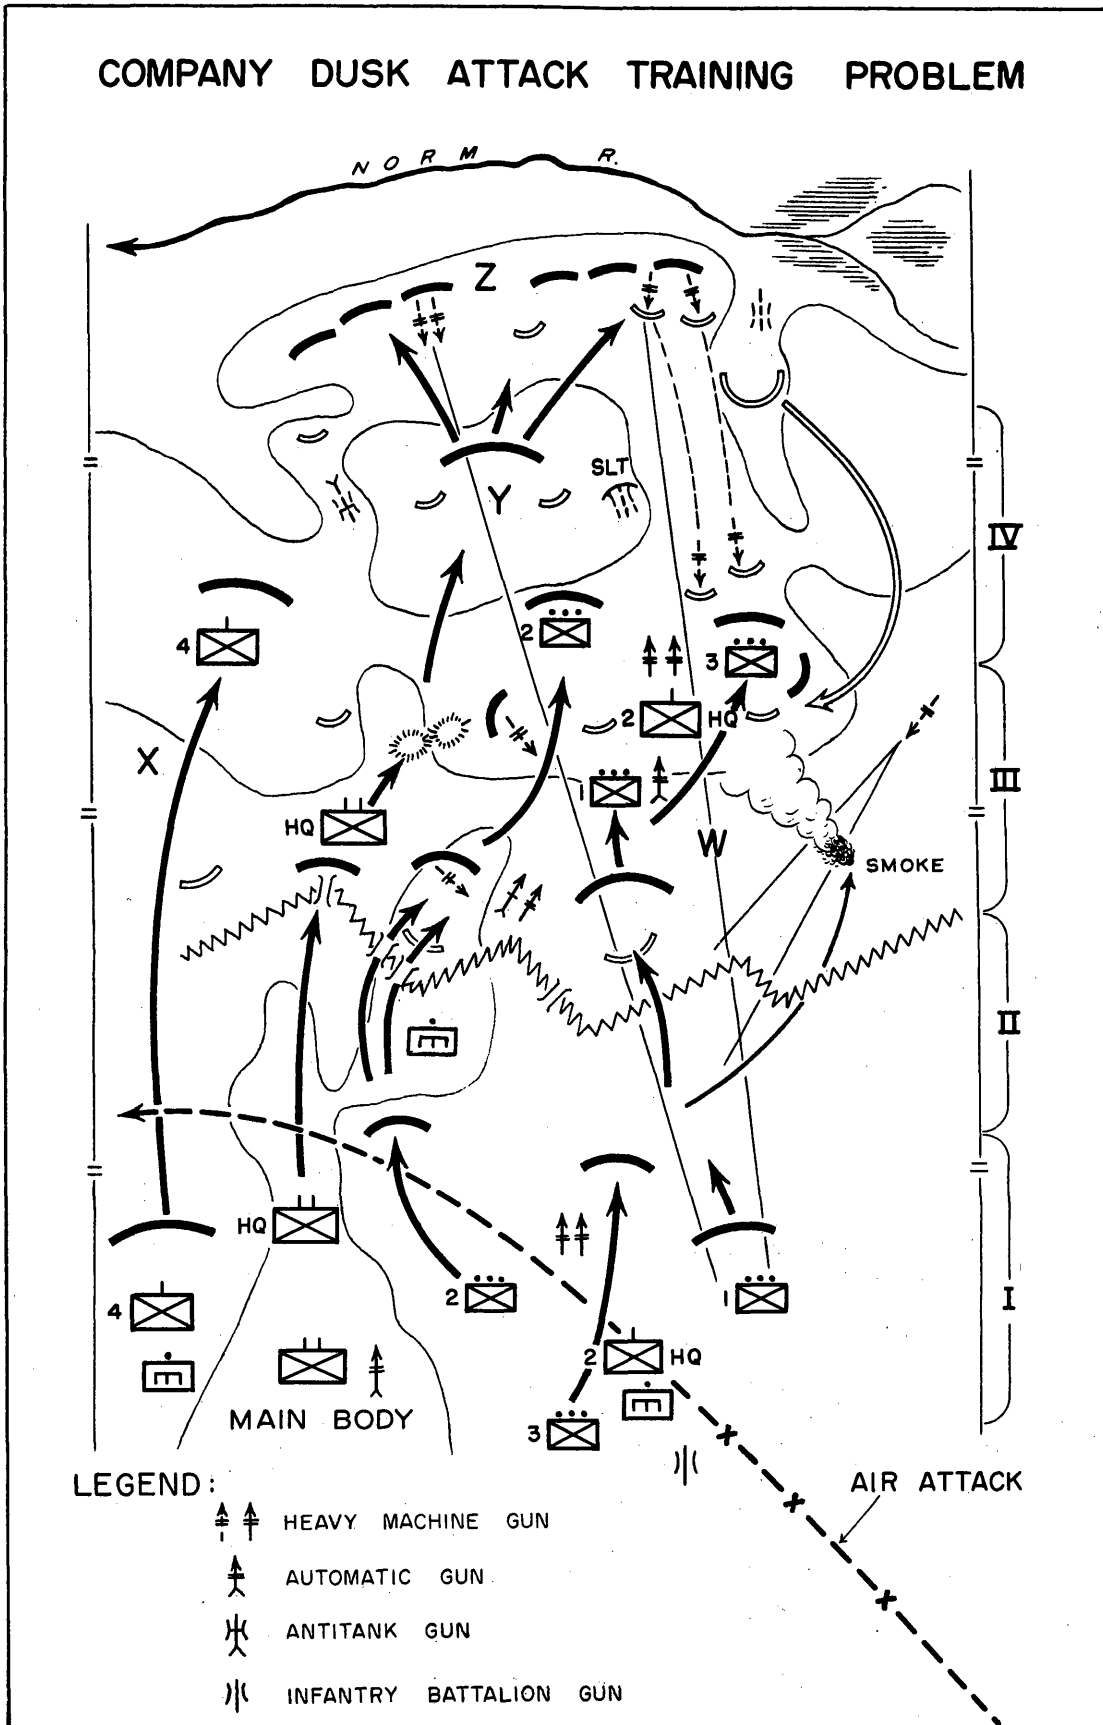 COMPANY DUSK ATTACK TRAINING PROBLEM
NORM R.
Z
SLT
Y
IV
4
2
3
2 HQ
X
1
III
HQ
W
SMOKE
II
HQ
2
1
I
4
2 HQ
MAIN BODY
3
LEGEND:
AIR ATTACK
HEAVY MACHINE GUN
AUTOMATIC GUN
ANTITANK GUN
INFANTRY BATTALION GUN